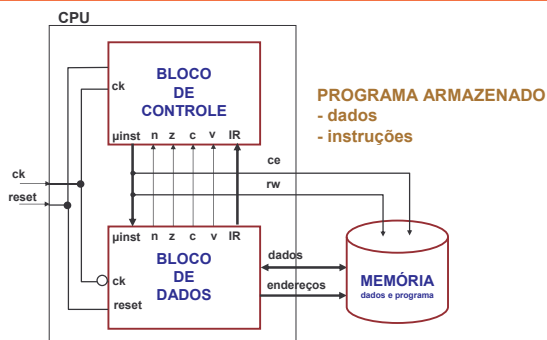 CPU
BLOCO
DE
CONTROLE
ck
µinst n z c v IR
PROGRAMA ARMAZENADO
- dados
- instruções
ce
rw
ck
reset
µinst n z c v IR
BLOCO
DE
DADOS
ck
reset
dados
endereços
MEMÓRIA
dados e programa